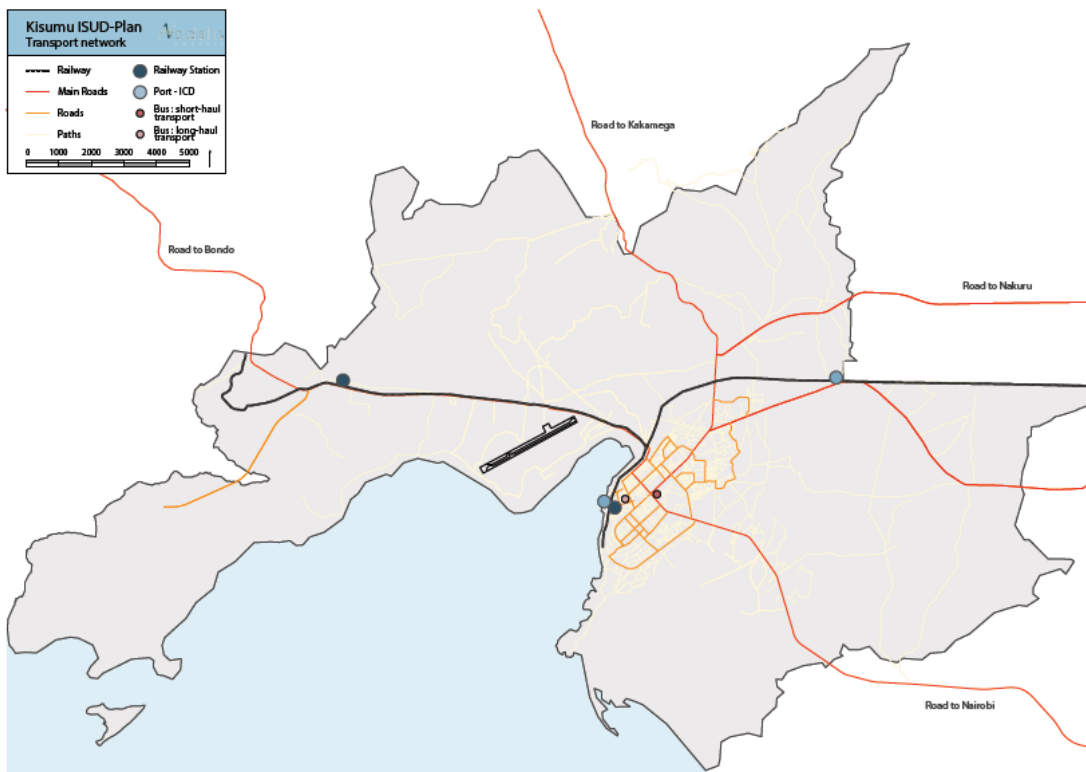 Kisumu ISUD-Plan
Transport network
Railway
Railway Station
Main Roads
Port - ICD
Roads
Bus : short-haul
transport
Paths
Bus : long-haul
transport
0 1000 2000 3000 4000 5000
Road to Kakamega
Road to Bondo
Road to Nakuru
Road to Nairobi